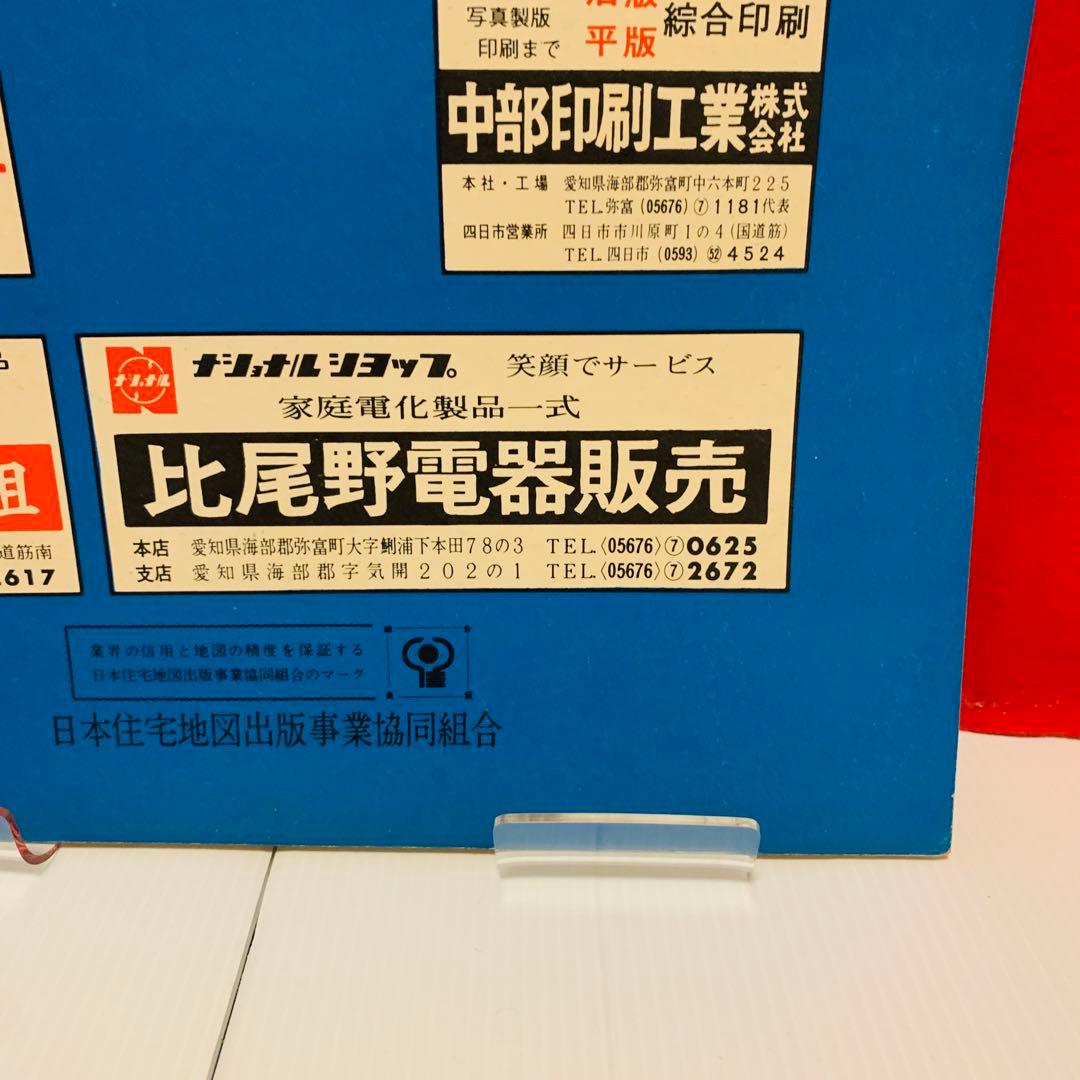 写真製版
印刷まで
平版
綜合印刷
中部印刷工業株式会社
本社・工場 愛知県海部郡弥富町中六本町225
TEL.弥富(05676)⑦1181代表
四日市営業所 四日市市川原町1の4(国道筋)
TEL.四日市(0593)㊾4524
ナショナル
ナショナルショップ。 笑顔でサービス
家庭電化製品一式
比尾野電器販売
本店 愛知県海部郡弥富町大字鯏浦下本田78の3 TEL.〈05676〉⑦0625
支店 愛知県海部郡字気開202の1 TEL.〈05676〉⑦2672
組
道筋南
2617
業界の信用と地図の精度を保証する
日本住宅地図出版事業協同組合のマーク
日本住宅地図出版事業協同組合